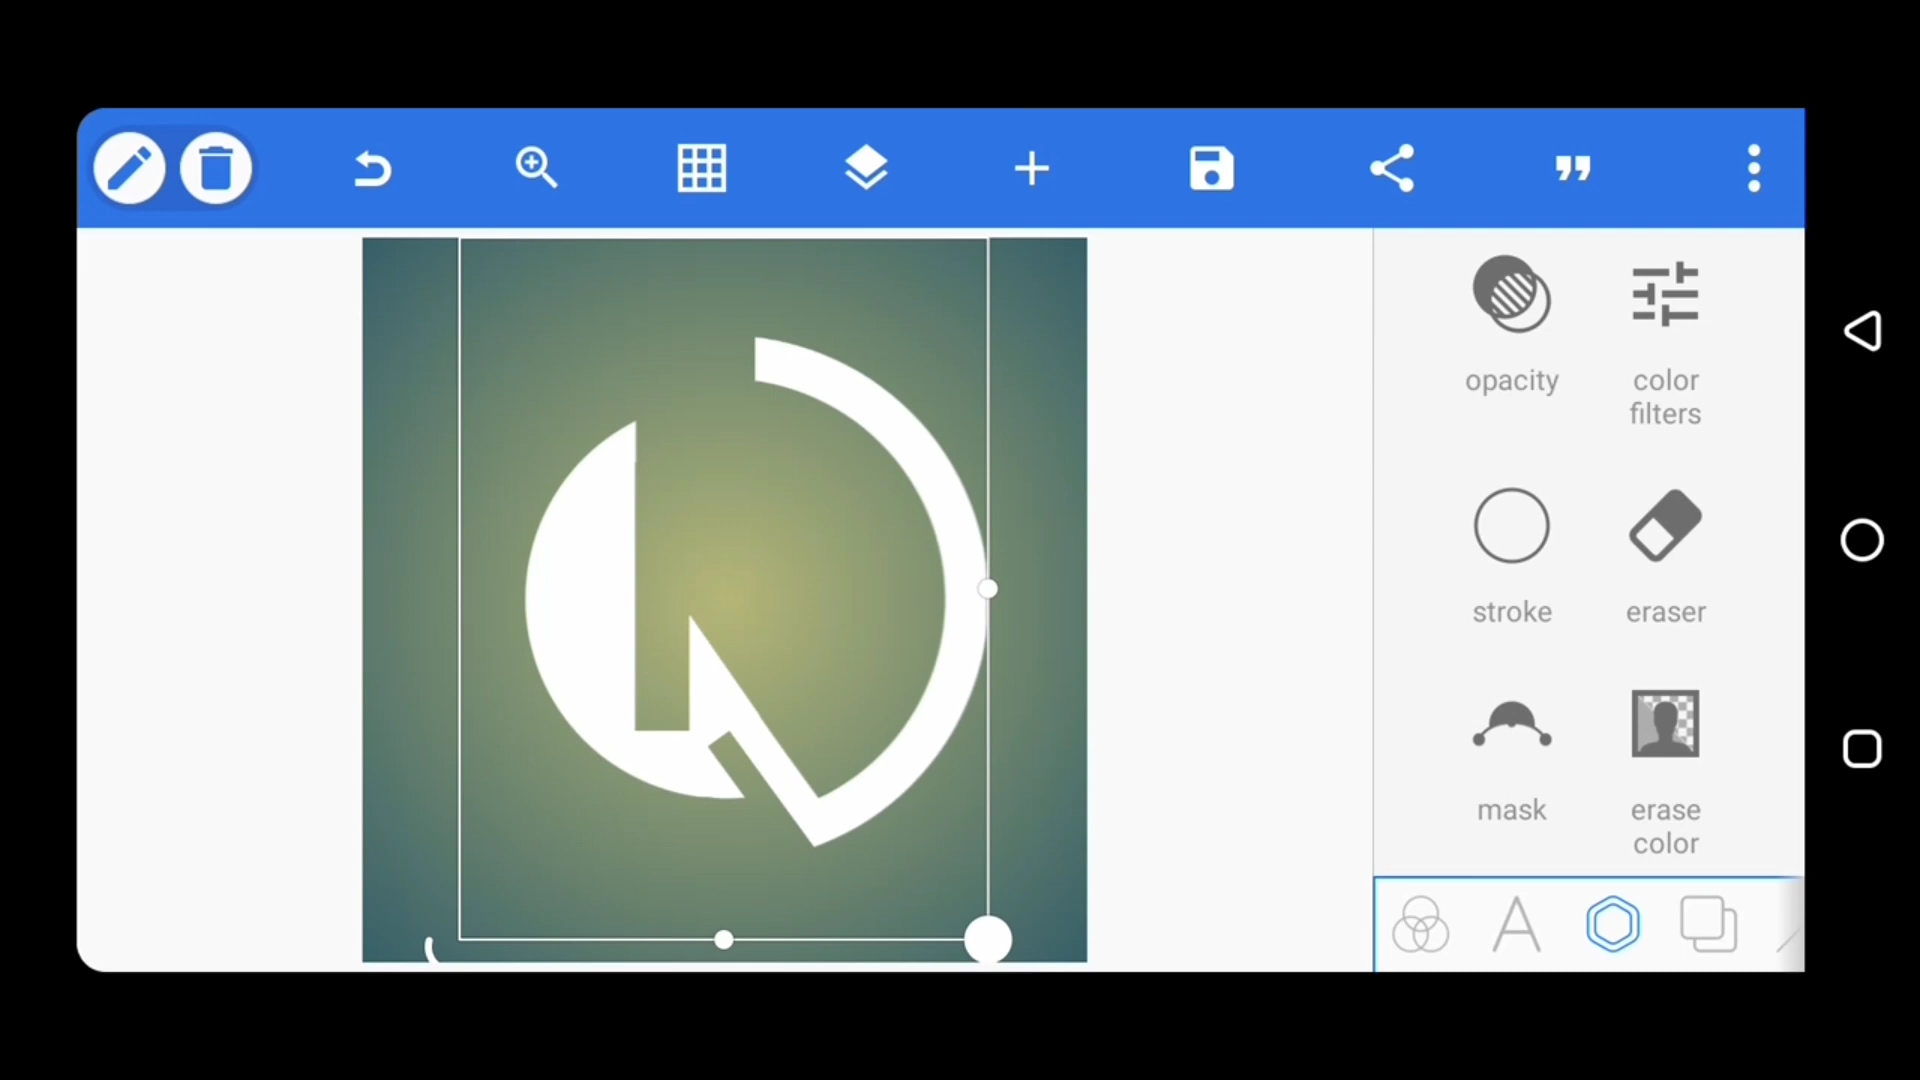 opacity
color
filters
stroke
eraser
mask
erase
color